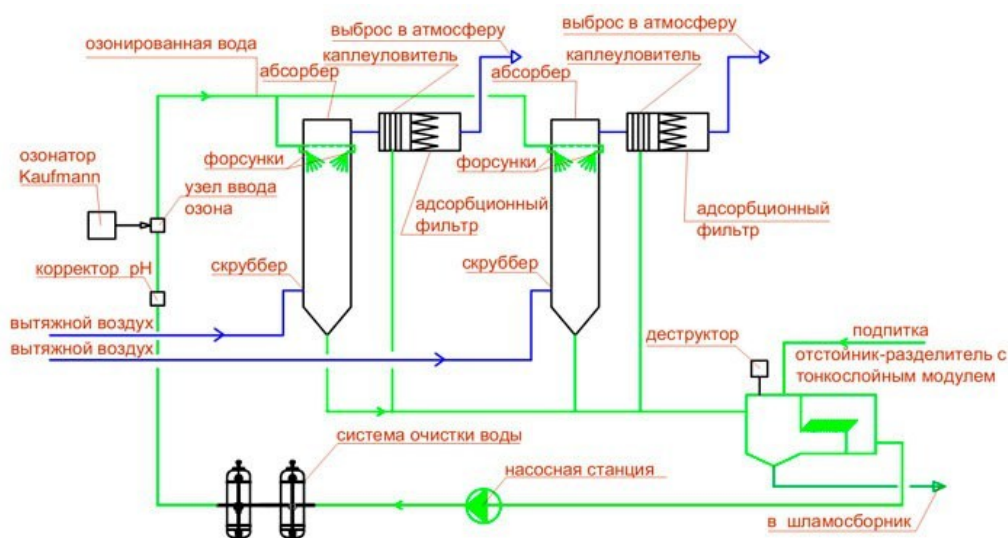 выброс в атмосферу
выброс в атмосферу
озонированная вода
каплеуловитель
каплеуловитель
абсорбер
абсорбер
озонатор
Kaufmann
узел ввода
озона
форсунки
форсунки
адсорбционный
фильтр
адсорбционный
фильтр
корректор pH
скруббер
скруббер
вытяжной воздух
вытяжной воздух
деструктор
подпитка
отстойник-разделитель с
тонкослойным модулем
система очистки воды
насосная станция
в шламосборник